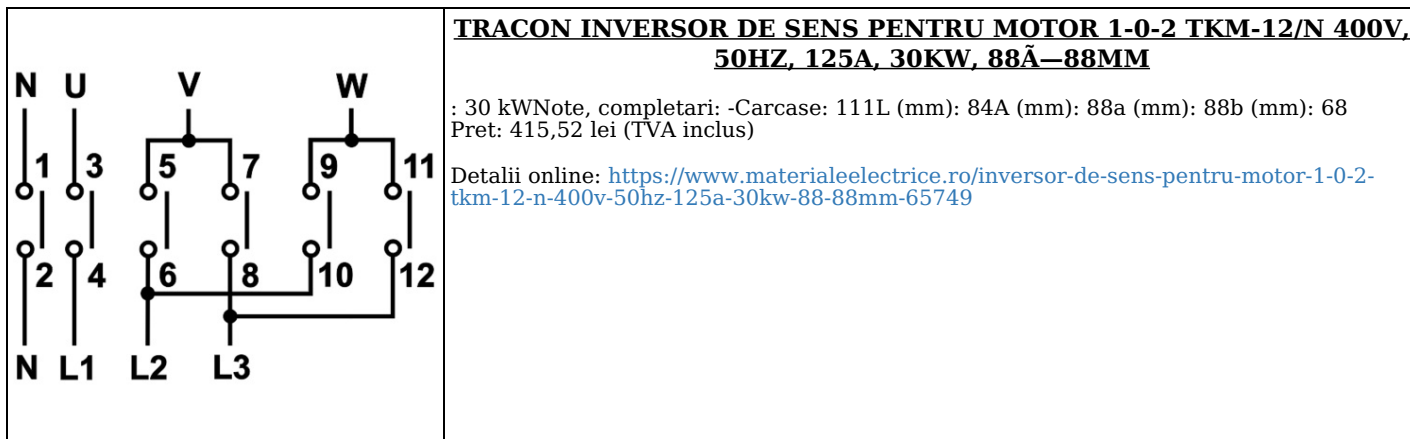 N U V W
1 3 5 7 9 11
2 4 6 8 10 12
N L1 L2 L3
TRACON INVERSOR DE SENS PENTRU MOTOR 1-0-2 TKM-12/N 400V,
50HZ, 125A, 30KW, 88Ã—88MM
: 30 kWNote, completari: -Carcase: 111L (mm): 84A (mm): 88a (mm): 88b (mm): 68
Pret: 415,52 lei (TVA inclus)
Detalii online: https://www.materialeelectrice.ro/inversor-de-sens-pentru-motor-1-0-2-
tkm-12-n-400v-50hz-125a-30kw-88-88mm-65749